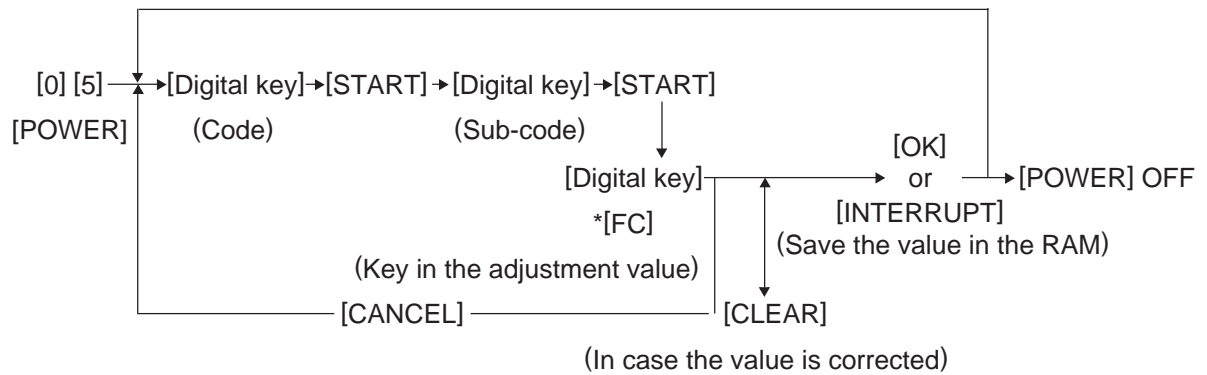 [0] [5]
[POWER]
[Digital key]
(Code)
[START]
[Digital key]
(Sub-code)
[START]
[Digital key]
*[FC]
(Key in the adjustment value)
[OK]
or
[INTERRUPT]
(Save the value in the RAM)
[POWER] OFF
[CANCEL]
[CLEAR]
(In case the value is corrected)